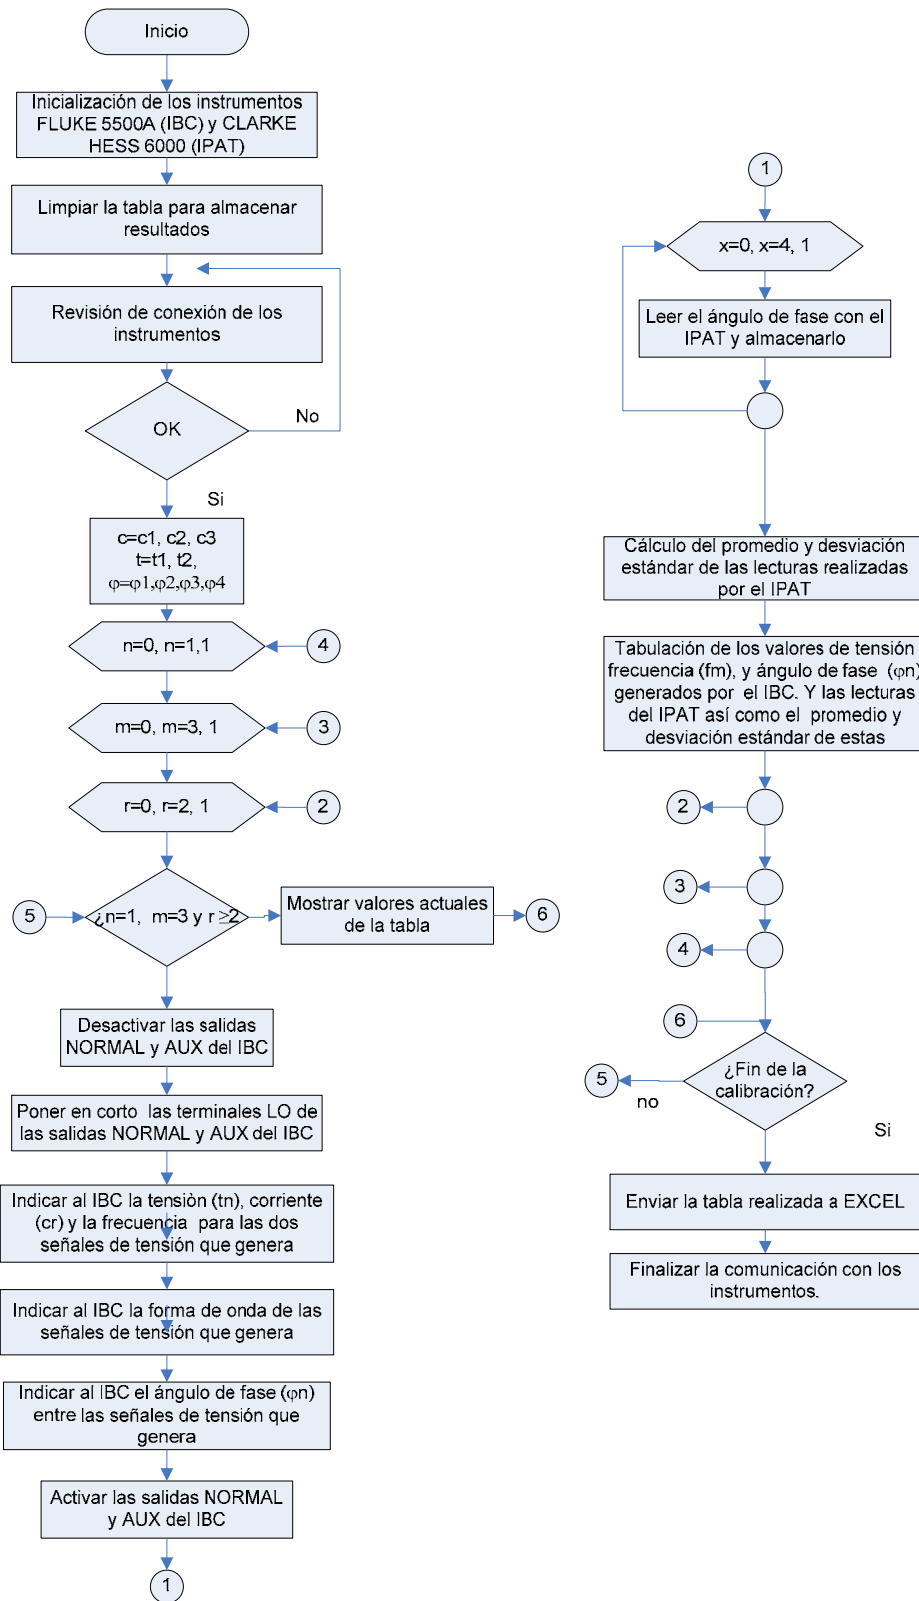 Inicio
Inicialización de los instrumentos
FLUKE 5500A (IBC) y CLARKE
HESS 6000 (IPAT)
Limpiar la tabla para almacenar
resultados
Revisión de conexión de los
instrumentos
OK
No
Si
c=c1, c2, c3
t=t1, t2,
φ=φ1,φ2,φ3,φ4
n=0, n=1,1
4
m=0, m=3, 1
3
r=0, r=2, 1
2
5
¿n=1, m=3 y r ≥2
Mostrar valores actuales
de la tabla
6
Desactivar las salidas
NORMAL y AUX del IBC
Poner en corto las terminales LO de
las salidas NORMAL y AUX del IBC
Indicar al IBC la tensiòn (tn), corriente
(cr) y la frecuencia para las dos
señales de tensión que genera
Indicar al IBC la forma de onda de las
señales de tensión que genera
Indicar al IBC el ángulo de fase (φn)
entre las señales de tensión que
genera
Activar las salidas NORMAL
y AUX del IBC
1
1
x=0, x=4, 1
Leer el ángulo de fase con el
IPAT y almacenarlo
Cálculo del promedio y desviación
estándar de las lecturas realizadas
por el IPAT
Tabulación de los valores de tensión
frecuencia (fm), y ángulo de fase (φn)
generados por el IBC. Y las lecturas
del IPAT así como el promedio y
desviación estándar de estas
2
3
4
6
¿Fin de la
calibración?
5
no
Si
Enviar la tabla realizada a EXCEL
Finalizar la comunicación con los
instrumentos.